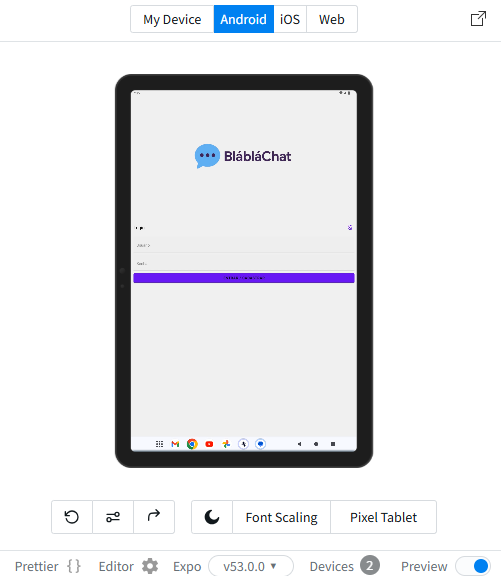 My Device Android iOS Web
BlábláChat
Font Scaling Pixel Tablet
Prettier { } Editor Expo v53.0.0 Devices 2 Preview